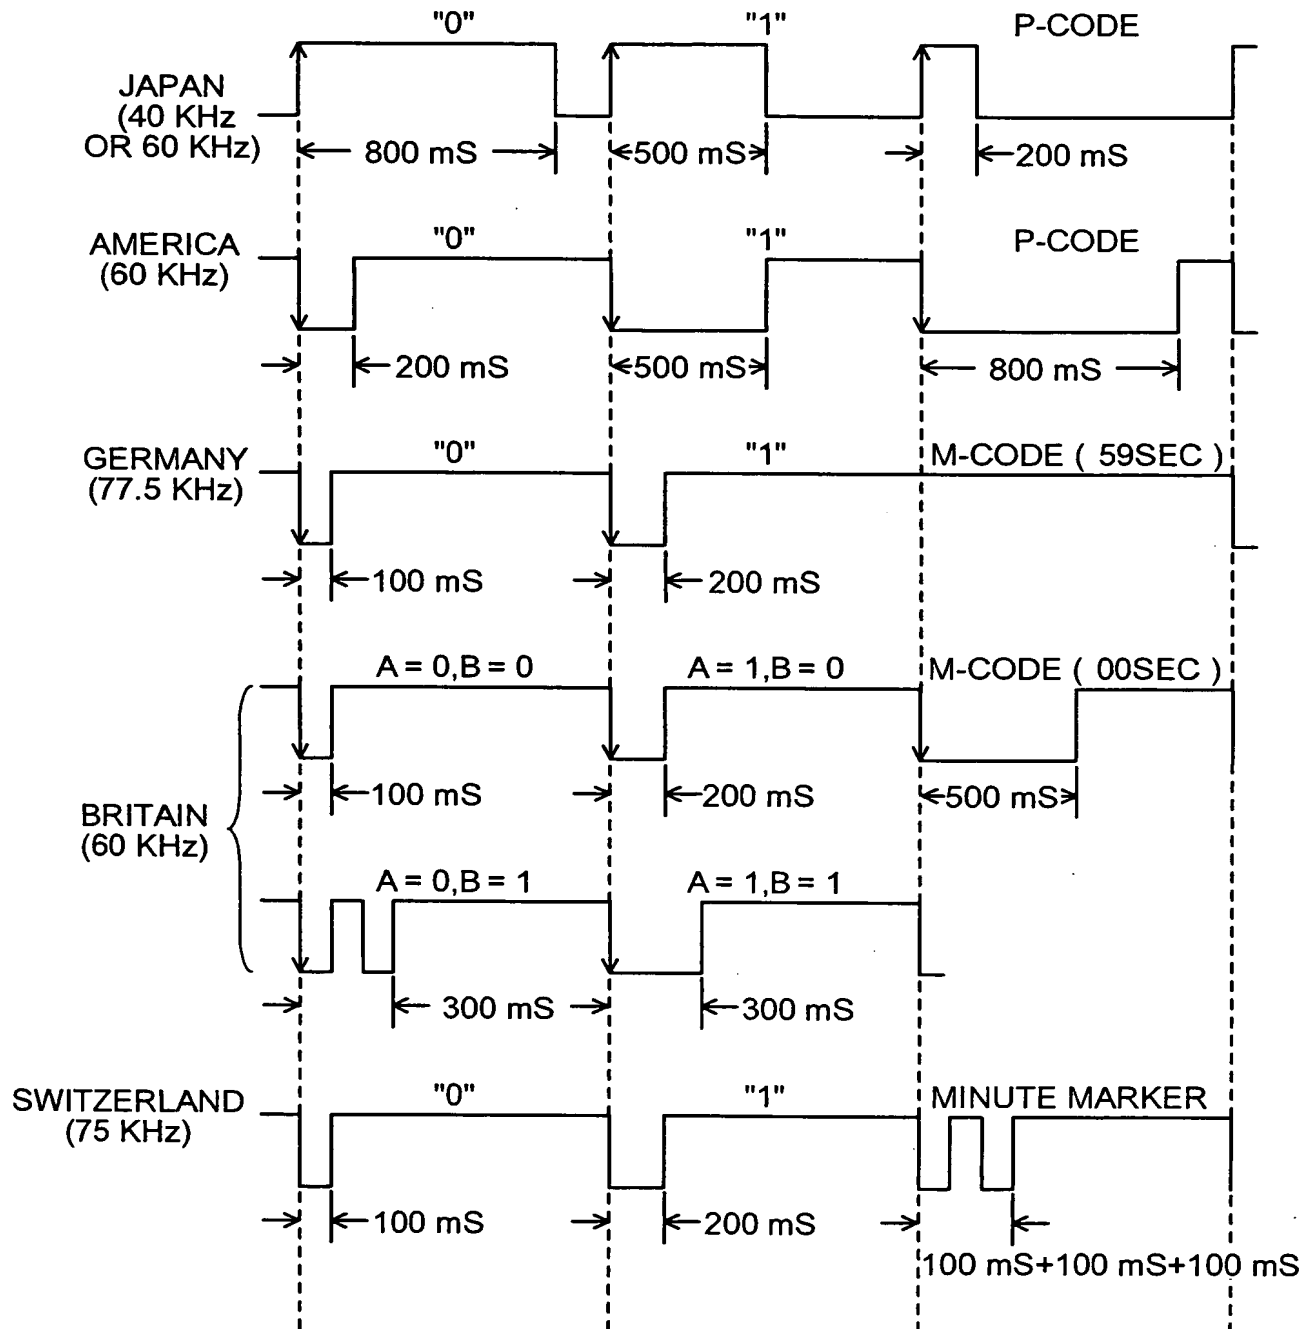 "0" "1" P-CODE
JAPAN
(40 KHz
OR 60 KHz)
800 mS 500 mS 200 mS
"0" "1" P-CODE
AMERICA
(60 KHz)
200 mS 500 mS 800 mS
"0" "1" M-CODE ( 59SEC )
GERMANY
(77.5 KHz)
100 mS 200 mS
A = 0,B = 0 A = 1,B = 0 M-CODE ( 00SEC )
100 mS 200 mS 500 mS
BRITAIN
(60 KHz)
A = 0,B = 1 A = 1,B = 1
300 mS 300 mS
"0" "1" MINUTE MARKER
SWITZERLAND
(75 KHz)
100 mS 200 mS
100 mS+100 mS+100 mS